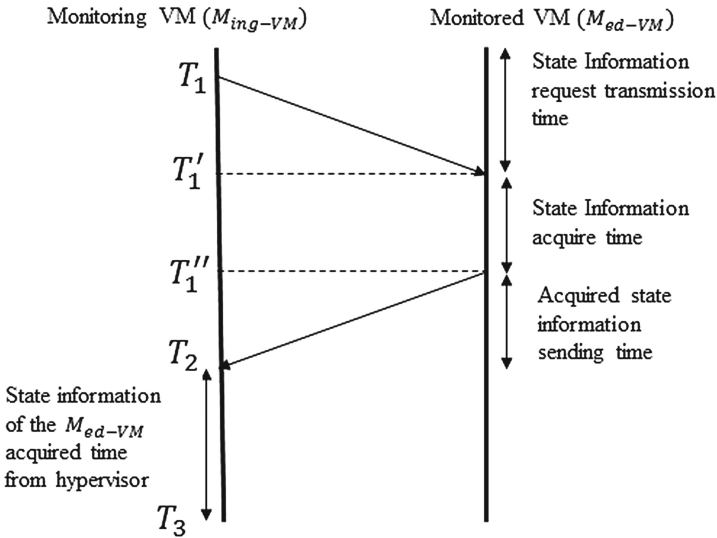 Monitoring VM (M_ing−VM)
Monitored VM (M_ed−VM)
T_1
State Information
request transmission
time
T_1′
State Information
acquire time
T_1′′
Acquired state
information
sending time
T_2
State information
of the M_ed−VM
acquired time
from hypervisor
T_3